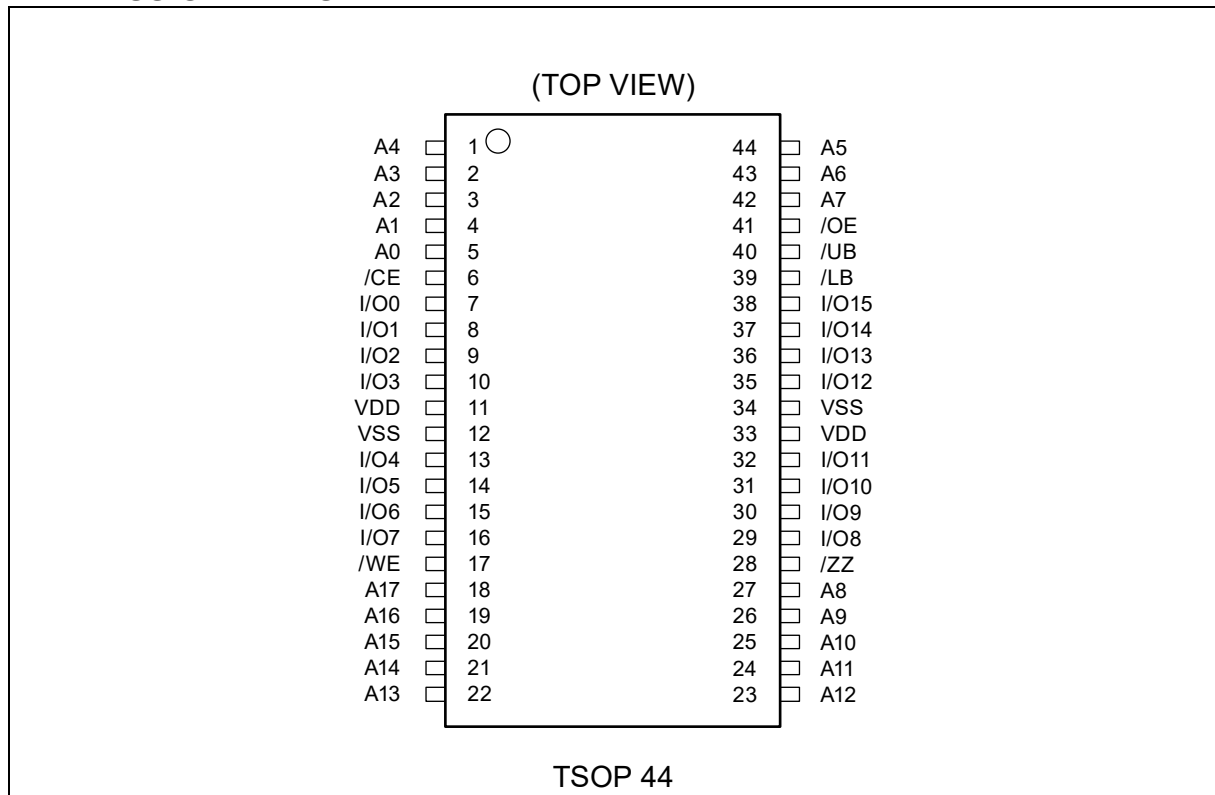 (TOP VIEW)
A4 1 44 A5
A3 2 43 A6
A2 3 42 A7
A1 4 41 /OE
A0 5 40 /UB
/CE 6 39 /LB
I/O0 7 38 I/O15
I/O1 8 37 I/O14
I/O2 9 36 I/O13
I/O3 10 35 I/O12
VDD 11 34 VSS
VSS 12 33 VDD
I/O4 13 32 I/O11
I/O5 14 31 I/O10
I/O6 15 30 I/O9
I/O7 16 29 I/O8
/WE 17 28 /ZZ
A17 18 27 A8
A16 19 26 A9
A15 20 25 A10
A14 21 24 A11
A13 22 23 A12
TSOP 44